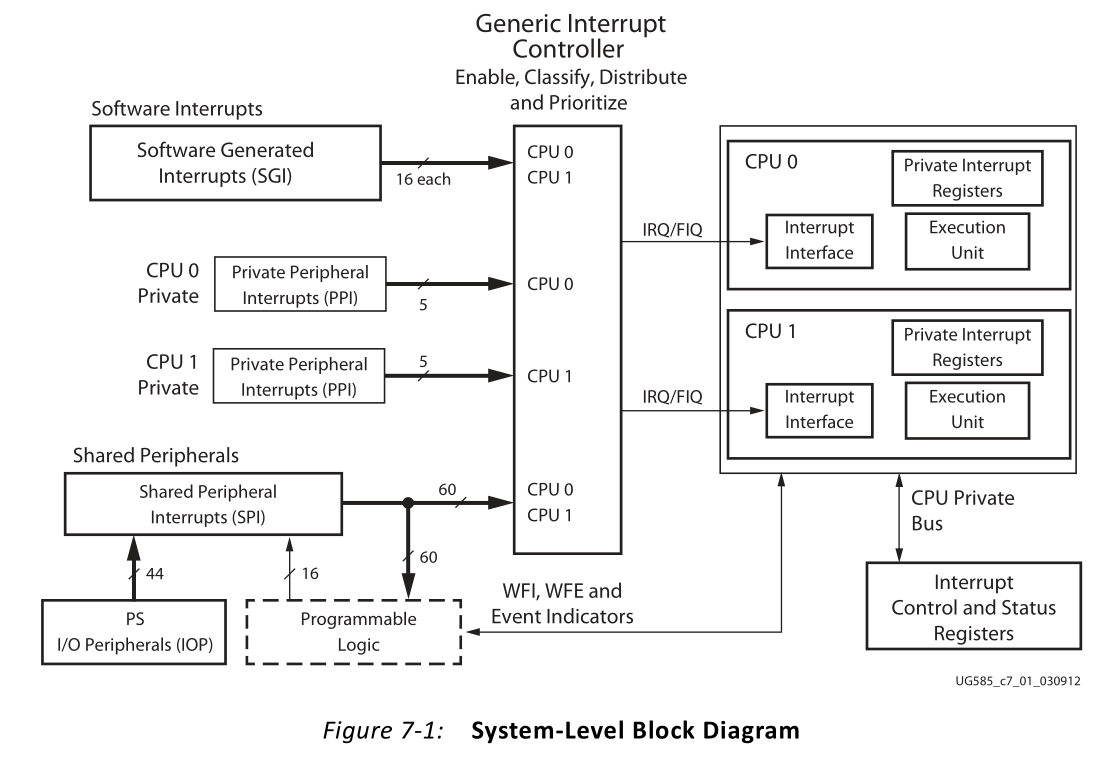 Generic Interrupt
Controller
Enable, Classify, Distribute
and Prioritize
Software Interrupts
Software Generated
Interrupts (SGI)
16 each
CPU 0
CPU 1
CPU 0
Private
Private Peripheral
Interrupts (PPI)
5
CPU 0
CPU 1
Private
Private Peripheral
Interrupts (PPI)
5
CPU 1
Shared Peripherals
Shared Peripheral
Interrupts (SPI)
60
CPU 0
CPU 1
44
16
60
PS
I/O Peripherals (IOP)
Programmable
Logic
IRQ/FIQ
CPU 0
Private Interrupt
Registers
Interrupt
Interface
Execution
Unit
IRQ/FIQ
CPU 1
Private Interrupt
Registers
Interrupt
Interface
Execution
Unit
WFI, WFE and
Event Indicators
CPU Private
Bus
Interrupt
Control and Status
Registers
UG585_c7_01_030912
Figure 7-1: System-Level Block Diagram